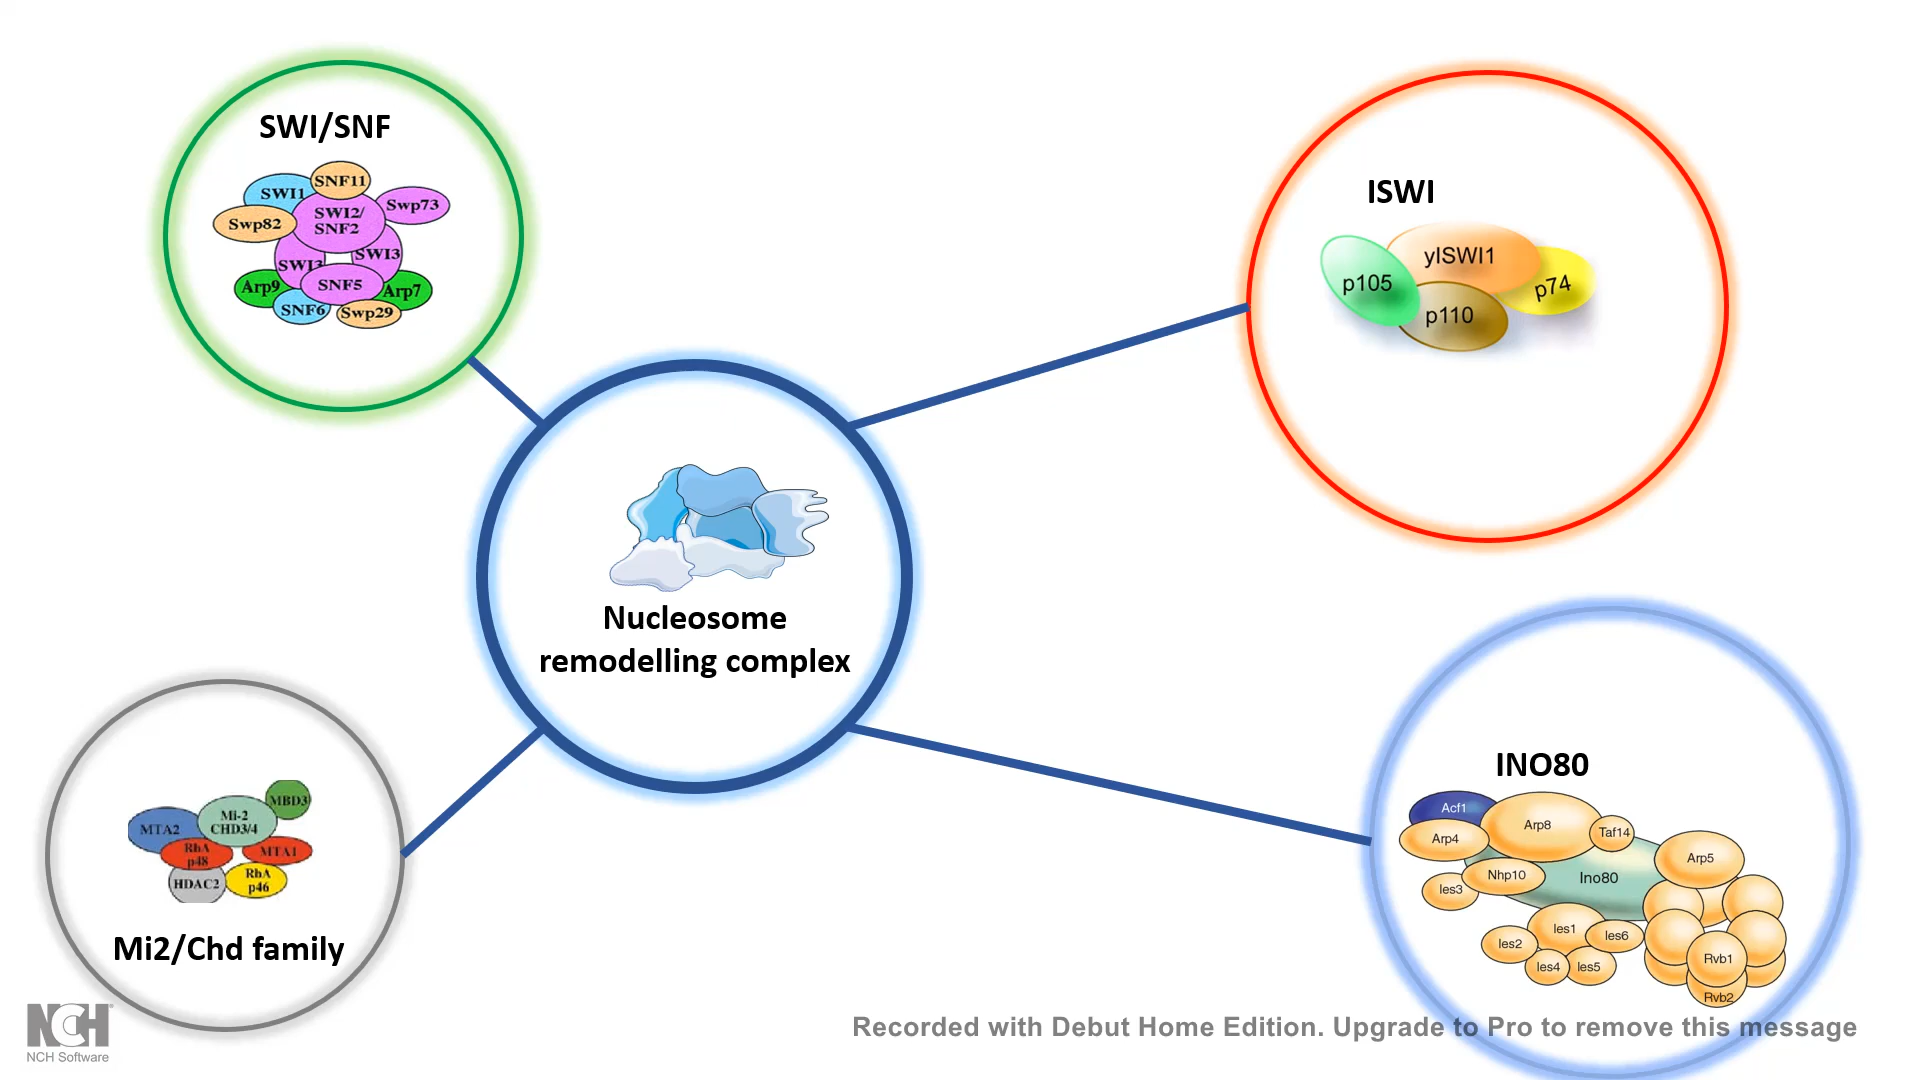 SWI/SNF
SNF11
SWI1
Swp73
SWI2/
SNF2
Swp82
SWI3
SWI3
SNF5
Arp9
Arp7
SNF6
Swp29
ISWI
yISWI1
p105
p74
p110
Nucleosome
remodelling complex
MBD3
Mi-2
CHD3/4
MTA2
RbA
p48
MTA1
HDAC2
RbA
p46
Mi2/Chd family
INO80
Acf1
Arp8
Taf14
Arp4
Arp5
Nhp10
Ino80
Ies3
Ies1
Ies6
Ies2
Ies4
Ies5
Rvb1
Rvb2
NCH
NCH Software
Recorded with Debut Home Edition. Upgrade to Pro to remove this message